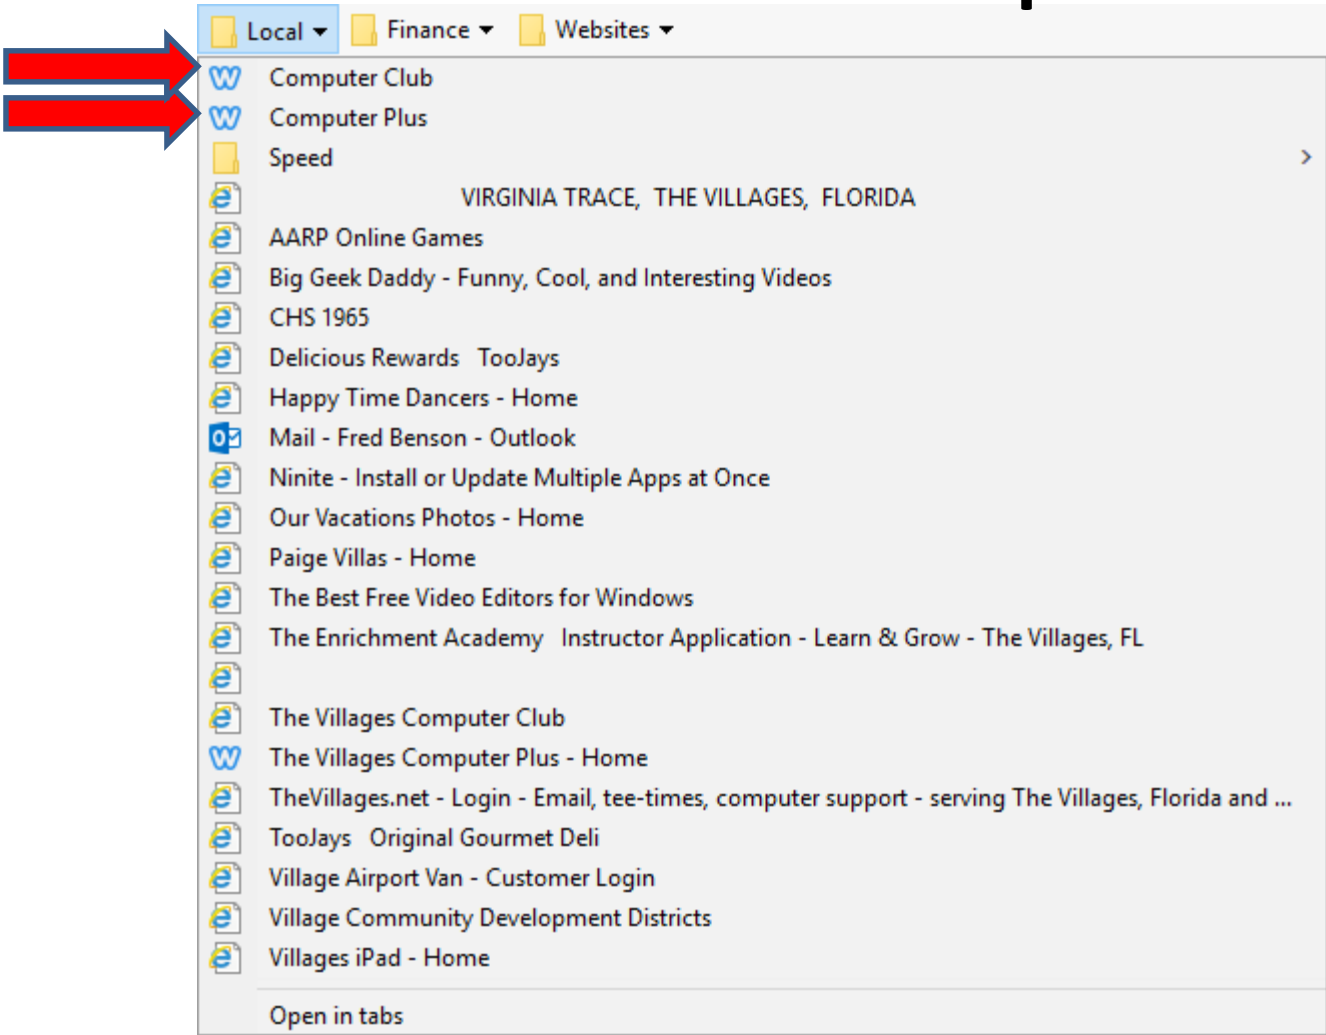 Local Finance Websites
Computer Club
Computer Plus
Speed
VIRGINIA TRACE, THE VILLAGES, FLORIDA
AARP Online Games
Big Geek Daddy - Funny, Cool, and Interesting Videos
CHS 1965
Delicious Rewards TooJays
Happy Time Dancers - Home
Mail - Fred Benson - Outlook
Ninite - Install or Update Multiple Apps at Once
Our Vacations Photos - Home
Paige Villas - Home
The Best Free Video Editors for Windows
The Enrichment Academy Instructor Application - Learn & Grow - The Villages, FL
The Villages Computer Club
The Villages Computer Plus - Home
TheVillages.net - Login - Email, tee-times, computer support - serving The Villages, Florida and ...
TooJays Original Gourmet Deli
Village Airport Van - Customer Login
Village Community Development Districts
Villages iPad - Home
Open in tabs